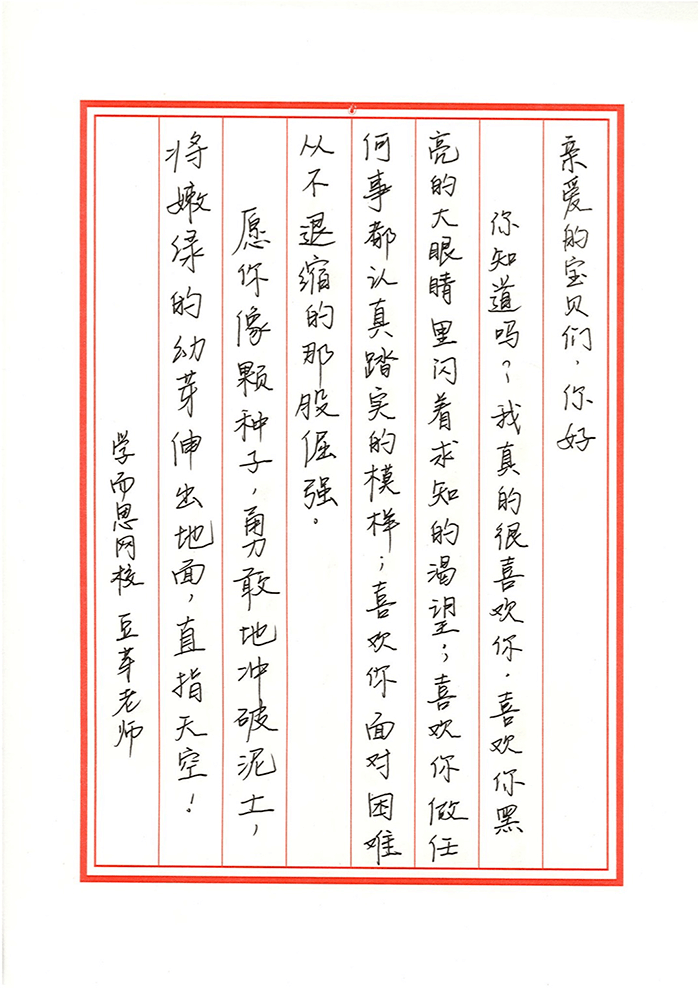 亲爱的宝贝们，你好
你知道吗？我真的很喜欢你．喜欢你黑
亮的大眼睛里闪着求知的渴望；喜欢你做任
何事都认真踏实的模样；喜欢你面对困难
从不退缩的那股倔强．
愿你像颗种子，勇敢地冲破泥土，
将嫩绿的幼芽伸出地面，直指天空！
学而思网校 豆芽老师